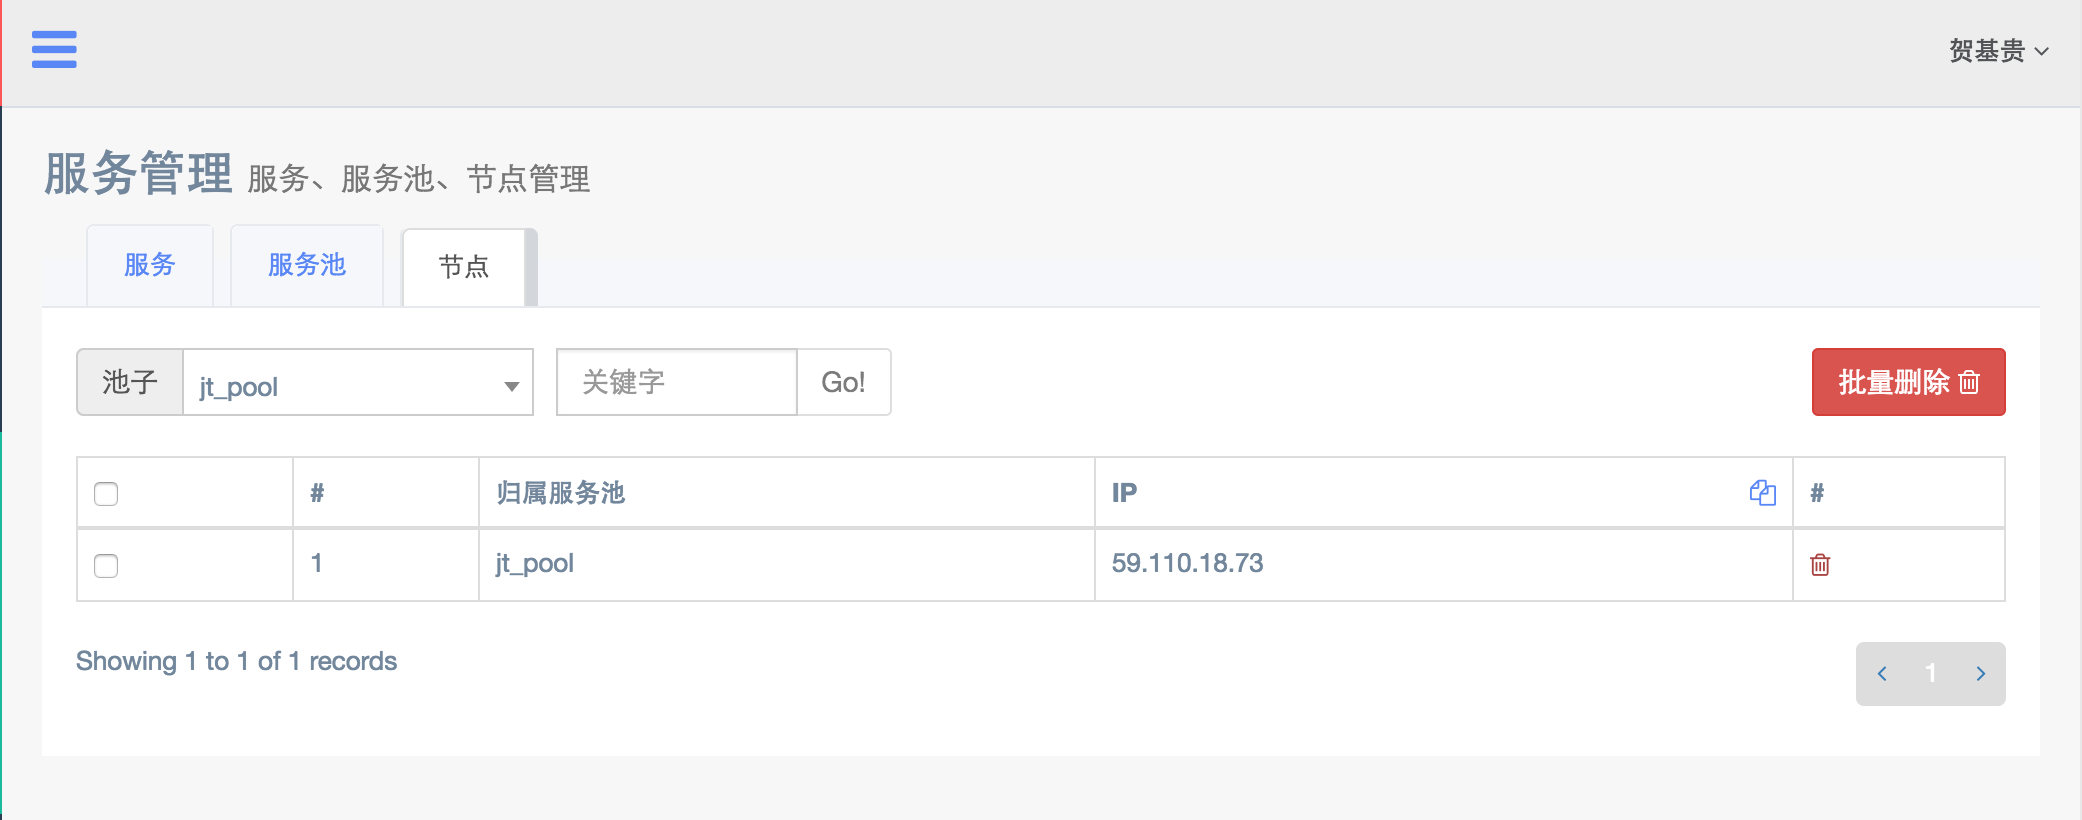 贺基贵
服务管理 服务、服务池、节点管理
服务 服务池 节点
池子 jt_pool 关键字 Go! 批量删除
# 归属服务池 IP #
1 jt_pool 59.110.18.73
Showing 1 to 1 of 1 records
1